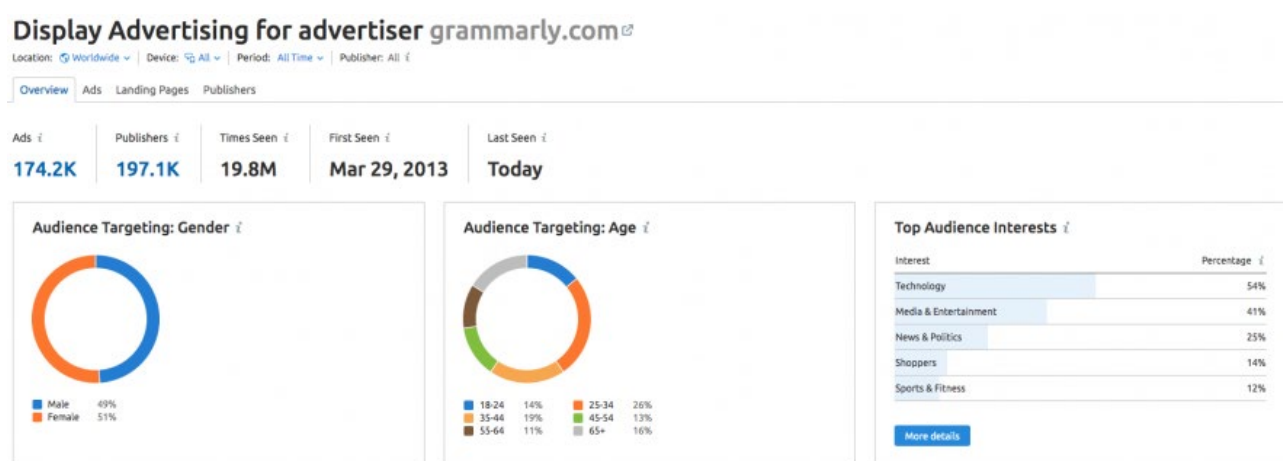 Display Advertising for advertiser grammarly.com
Location: Worldwide Device: All Period: All Time Publisher: All i
Overview Ads Landing Pages Publishers
Ads i Publishers i Times Seen i First Seen i Last Seen i
174.2K 197.1K 19.8M Mar 29, 2013 Today
Audience Targeting: Gender i
Male 49%
Female 51%
Audience Targeting: Age i
18-24 14% 25-34 26%
35-44 19% 45-54 13%
55-64 11% 65+ 16%
Top Audience Interests i
Interest Percentage i
Technology 54%
Media & Entertainment 41%
News & Politics 25%
Shoppers 14%
Sports & Fitness 12%
More details